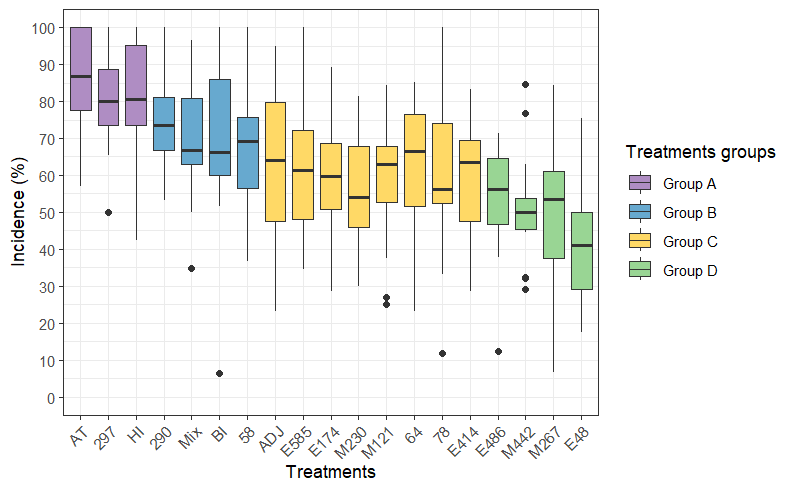 Incidence (%)
100
90
80
70
60
50
40
30
20
10
0
AT 297 HI 290 Mix BI 58 ADJ E585 E174 M230 M121 64 78 E414 E486 M442 M267 E48
Treatments
Treatments groups
Group A
Group B
Group C
Group D